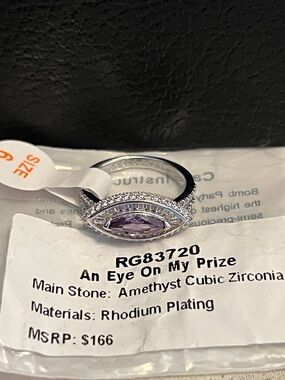 SIZE
6
RG83720
An Eye On My Prize
Main Stone: Amethyst Cubic Zirconia
Materials: Rhodium Plating
MSRP: $166